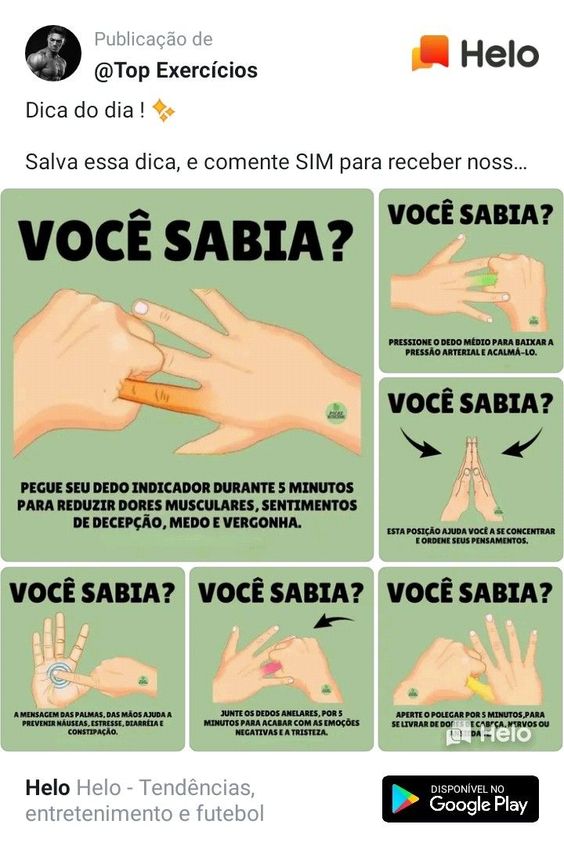 Publicação de
@Top Exercícios
Helo
Dica do dia ! ✨
Salva essa dica, e comente SIM para receber noss...
VOCÊ SABIA?
PEGUE SEU DEDO INDICADOR DURANTE 5 MINUTOS
PARA REDUZIR DORES MUSCULARES, SENTIMENTOS
DE DECEPÇÃO, MEDO E VERGONHA.
VOCÊ SABIA?
PRESSIONE O DEDO MÉDIO PARA BAIXAR A
PRESSÃO ARTERIAL E ACALMÁ-LO.
VOCÊ SABIA?
ESTA POSIÇÃO AJUDA VOCÊ A SE CONCENTRAR
E ORDENE SEUS PENSAMENTOS.
VOCÊ SABIA?
A MENSAGEM DAS PALMAS, DAS MÃOS AJUDA A
PREVENIR NÁUSEAS, ESTRESSE, DIARRÉIA E
CONSTIPAÇÃO.
VOCÊ SABIA?
JUNTE OS DEDOS ANELARES, POR 5
MINUTOS PARA ACABAR COM AS EMOÇÕES
NEGATIVAS E A TRISTEZA.
VOCÊ SABIA?
APERTE O POLEGAR POR 5 MINUTOS,PARA
SE LIVRAR DE DORES DE CABEÇA, NERVOS OU
Helo
Helo Helo - Tendências,
entretenimento e futebol
DISPONÍVEL NO
Google Play